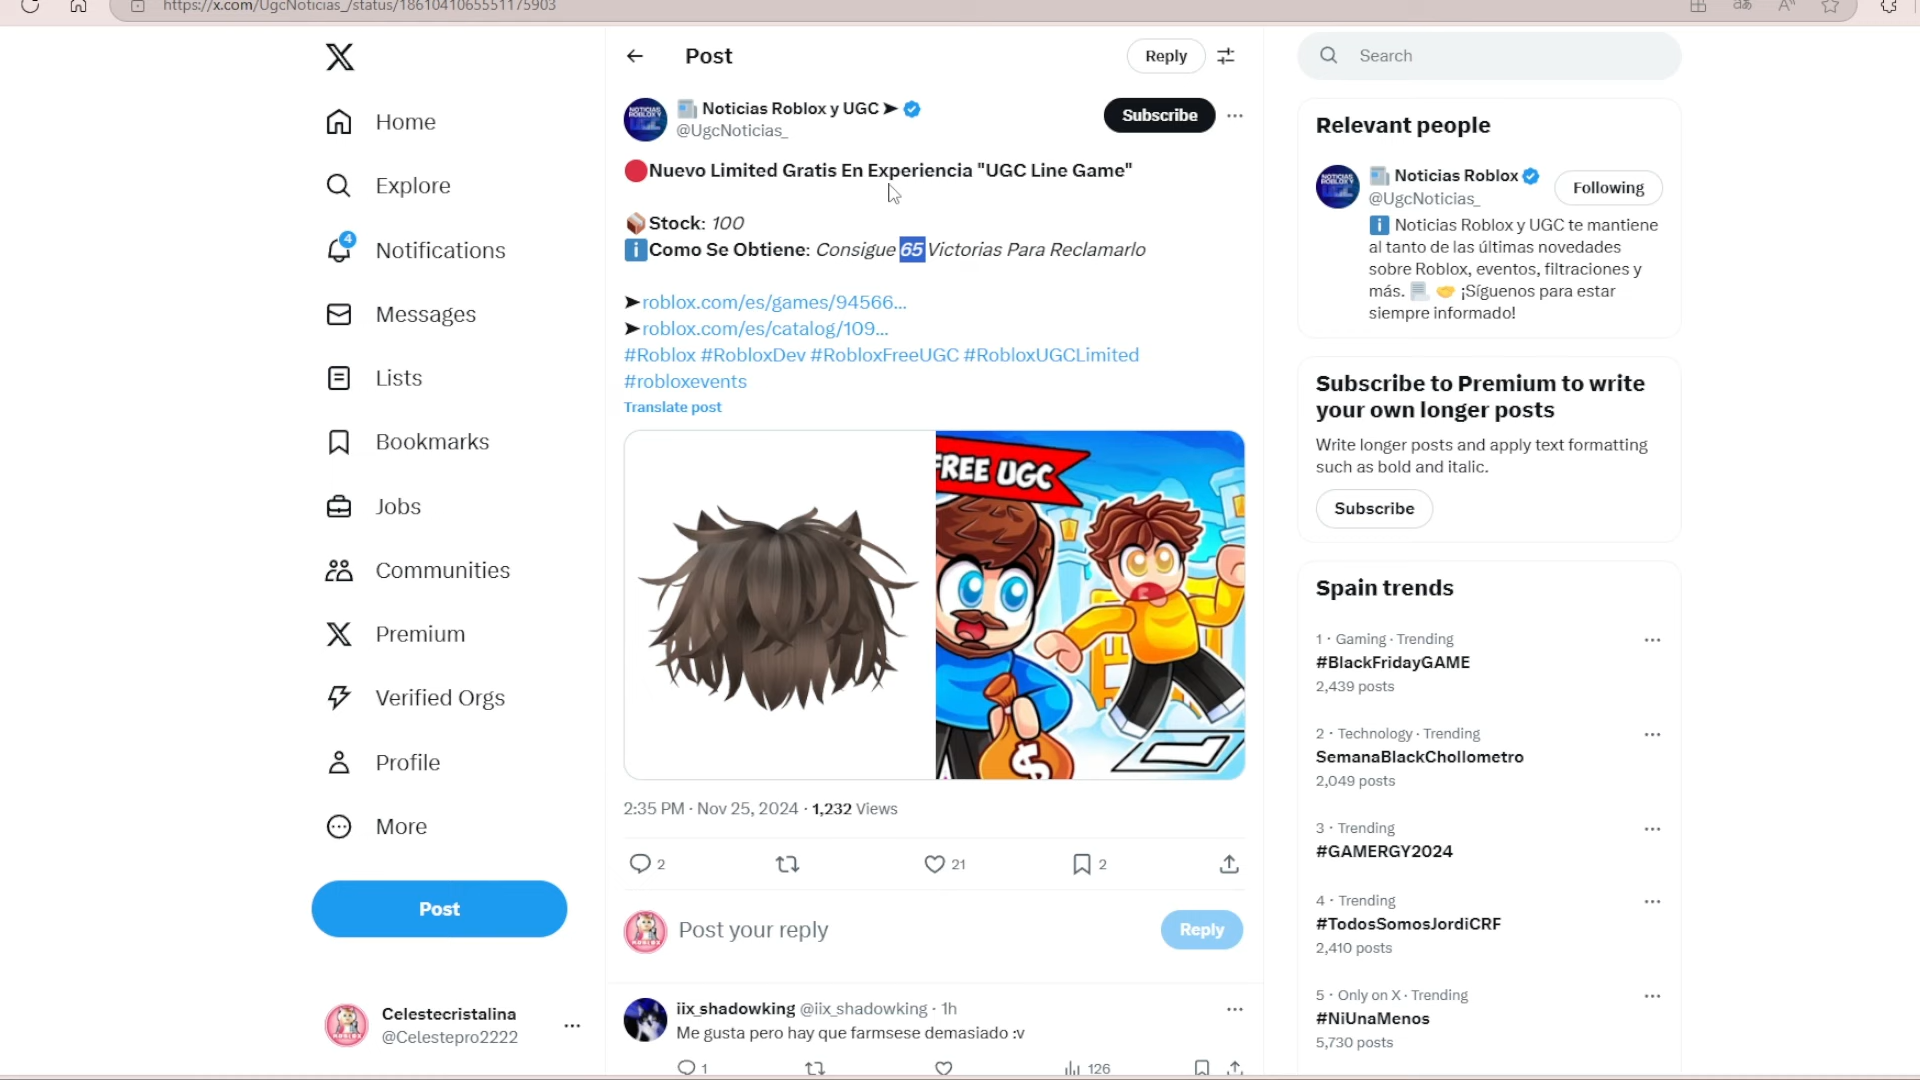 https://x.com/UgcNoticias_/status/1861041065551175903
Home
Explore
4
Notifications
Messages
Lists
Bookmarks
Jobs
Communities
Premium
Verified Orgs
Profile
More
Post
Celestecristalina
@Celestepro2222
Post
Reply
NOTICIAS
ROBLOX Y
Noticias Roblox y UGC ➤
@UgcNoticias_
Subscribe
🔴Nuevo Limited Gratis En Experiencia "UGC Line Game"
📦Stock: 100
ℹ️Como Se Obtiene: Consigue 65 Victorias Para Reclamarlo
➤roblox.com/es/games/94566...
➤roblox.com/es/catalog/109...
#Roblox #RobloxDev #RobloxFreeUGC #RobloxUGCLimited
#robloxevents
Translate post
FREE UGC
$
2:35 PM · Nov 25, 2024 · 1,232 Views
2
21
2
Post your reply
Reply
iix_shadowking @iix_shadowking · 1h
Me gusta pero hay que farmsese demasiado :v
1
126
Search
Relevant people
NOTICIAS
ROBLOX Y
Noticias Roblox
@UgcNoticias_
Following
ℹ️ Noticias Roblox y UGC te mantiene
al tanto de las últimas novedades
sobre Roblox, eventos, filtraciones y
más. 📃 🤝 ¡Síguenos para estar
siempre informado!
Subscribe to Premium to write
your own longer posts
Write longer posts and apply text formatting
such as bold and italic.
Subscribe
Spain trends
1 · Gaming · Trending
#BlackFridayGAME
2,439 posts
2 · Technology · Trending
SemanaBlackChollometro
2,049 posts
3 · Trending
#GAMERGY2024
4 · Trending
#TodosSomosJordiCRF
2,410 posts
5 · Only on X · Trending
#NiUnaMenos
5,730 posts